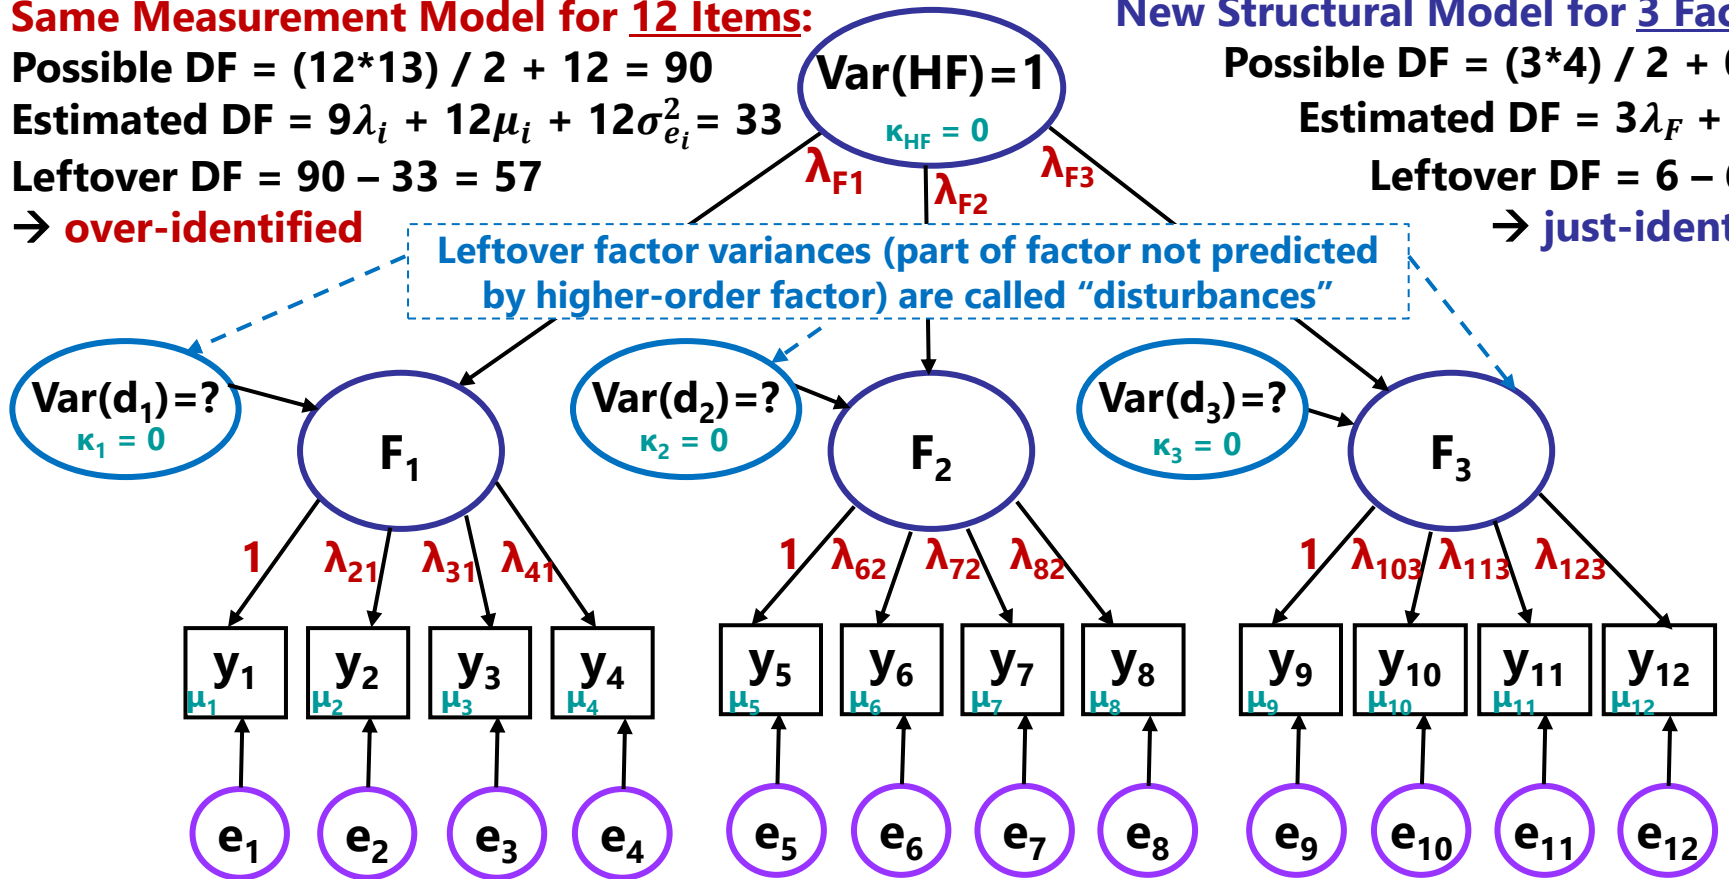 Same Measurement Model for 12 Items:
Possible DF = (12*13) / 2 + 12 = 90
Estimated DF = 9λᵢ + 12μᵢ + 12σ²ₑᵢ = 33
Leftover DF = 90 – 33 = 57
→ over-identified
New Structural Model for 3
Possible DF = (3*4) / 2 +
Estimated DF = 3λ_F +
Leftover DF = 6 –
→ just-ident
Var(HF)=1
κ_HF = 0
λ_F1 λ_F2 λ_F3
Leftover factor variances (part of factor not predicted
by higher-order factor) are called “disturbances”
Var(d₁)=? Var(d₂)=? Var(d₃)=?
κ₁ = 0 κ₂ = 0 κ₃ = 0
F₁ F₂ F₃
1 λ₂₁ λ₃₁ λ₄₁ 1 λ₆₂ λ₇₂ λ₈₂ 1 λ₁₀₃ λ₁₁₃ λ₁₂₃
y₁ y₂ y₃ y₄ y₅ y₆ y₇ y₈ y₉ y₁₀ y₁₁ y₁₂
μ₁ μ₂ μ₃ μ₄ μ₅ μ₆ μ₇ μ₈ μ₉ μ₁₀ μ₁₁ μ₁₂
e₁ e₂ e₃ e₄ e₅ e₆ e₇ e₈ e₉ e₁₀ e₁₁ e₁₂